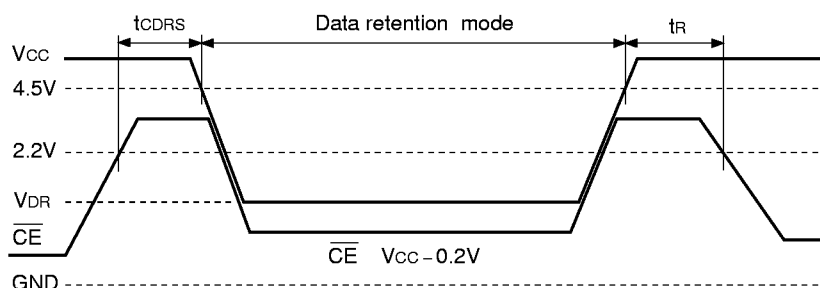 tCDRS Data retention mode tR
VCC
4.5V
2.2V
VDR
CE
CE VCC – 0.2V
GND